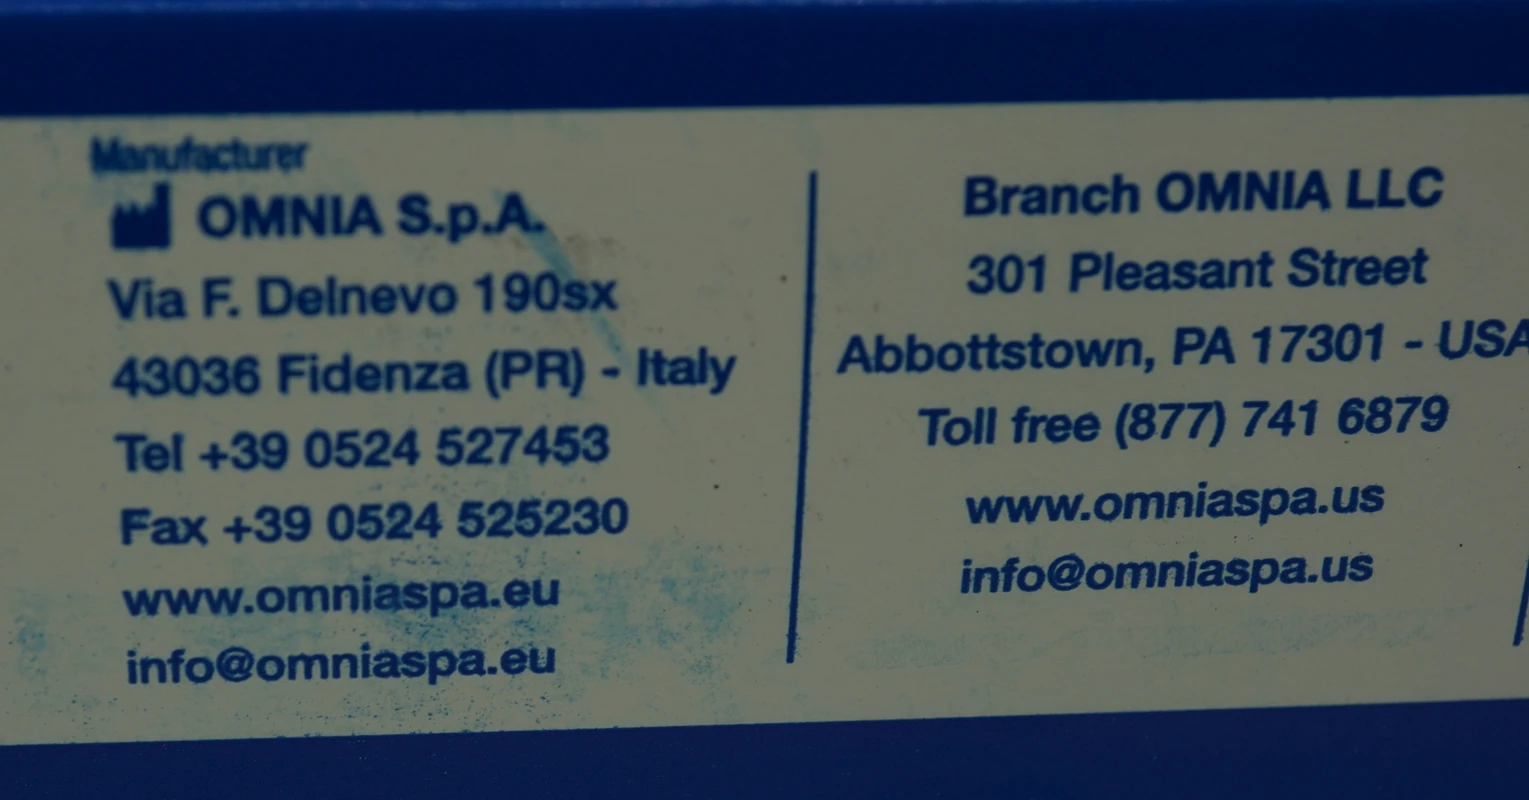 Manufacturer
OMNIA S.p.A.
Via F. Delnevo 190sx
43036 Fidenza (PR) - Italy
Tel +39 0524 527453
Fax +39 0524 525230
www.omniaspa.eu
info@omniaspa.eu
Branch OMNIA LLC
301 Pleasant Street
Abbottstown, PA 17301 - USA
Toll free (877) 741 6879
www.omniaspa.us
info@omniaspa.us